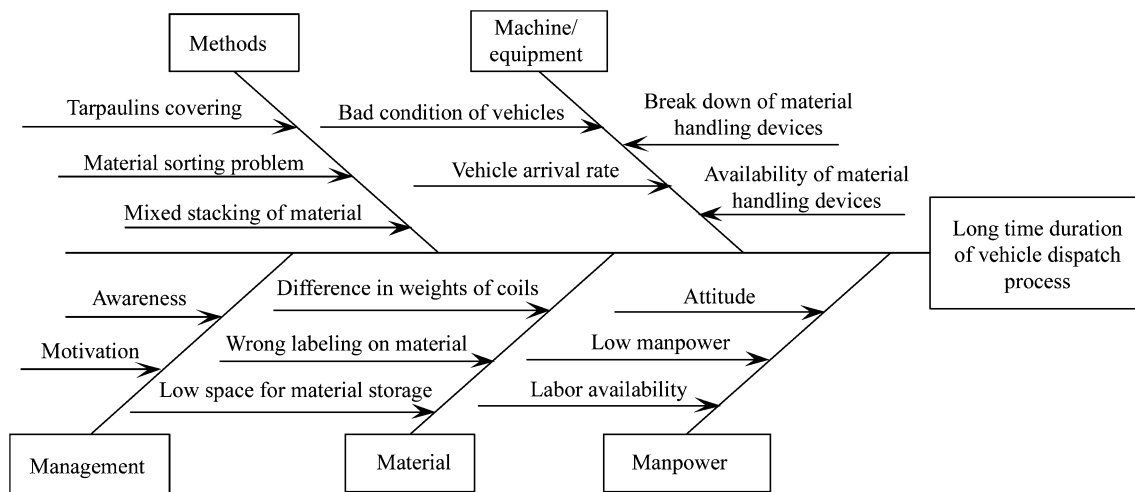 Methods
Machine/
equipment
Tarpaulins covering
Material sorting problem
Mixed stacking of material
Bad condition of vehicles
Vehicle arrival rate
Break down of material
handling devices
Availability of material
handling devices
Long time duration
of vehicle dispatch
process
Awareness
Motivation
Difference in weights of coils
Wrong labeling on material
Low space for material storage
Attitude
Low manpower
Labor availability
Management
Material
Manpower